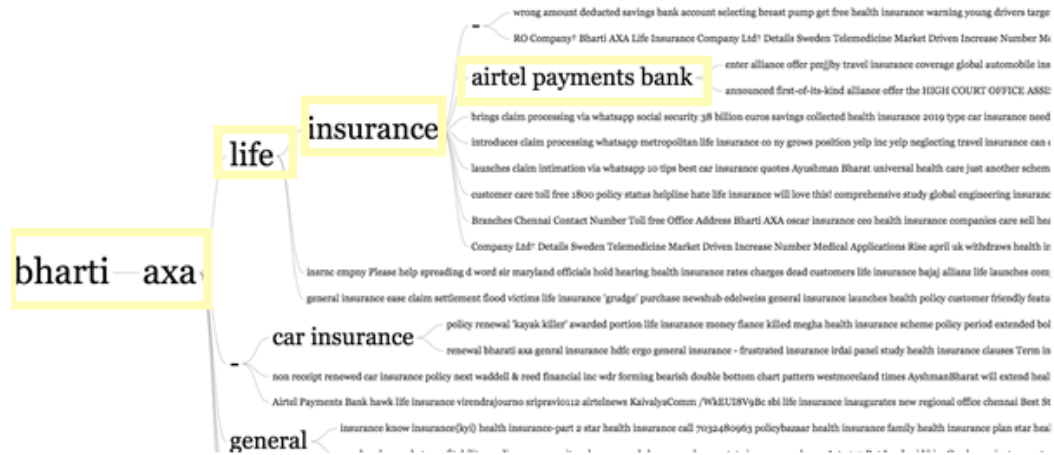 wrong amount deducted savings bank account selecting breast pump get free health insurance warning young drivers targe
-
RO Company† Bharti AXA Life Insurance Company Ltd† Details Sweden Telemedicine Market Driven Increase Number Me
enter alliance offer pmjjby travel insurance coverage global automobile ins
airtel payments bank
announced first-of-its-kind alliance offer the HIGH COURT OFFICE ASSI
brings claim processing via whatsapp social security 38 billion euros savings collected health insurance 2019 type car insurance need
insurance
introduces claim processing whatsapp metropolitan life insurance co ny grows position yelp inc yelp neglecting travel insurance can
life
launches claim intimation via whatsapp 10 tips best car insurance quotes Ayushman Bharat universal health care just another schem
customer care toll free 1800 policy status helpline hate life insurance will love this! comprehensive study global engineering insuranc
Branches Chennai Contact Number Toll free Office Address Bharti AXA oscar insurance ceo health insurance companies care sell hea
Company Ltd† Details Sweden Telemedicine Market Driven Increase Number Medical Applications Rise april uk withdraws health in
bharti axa
insrnc cmpny Please help spreading d word sir maryland officials hold hearing health insurance rates charges dead customers life insurance bajaj allianz life launches com
general insurance ease claim settlement flood victims life insurance 'grudge' purchase newshub edelweiss general insurance launches health policy customer friendly featu
policy renewal 'kayak killer' awarded portion life insurance money fiance killed megha health insurance scheme policy period extended bol
car insurance
renewal bharati axa genral insurance hdfc ergo general insurance - frustrated insurance irdai panel study health insurance clauses Term in
-
non receipt renewed car insurance policy next waddell & reed financial inc wdr forming bearish double bottom chart pattern westmoreland times AyshmanBharat will extend heal
Airtel Payments Bank hawk life insurance virendrajourno sripravio112 airtelnews KaivalyaComm /WkEUD8V9Bc sbi life insurance inaugurates new regional office chennai Best St
insurance know insurance(kyi) health insurance-part 2 star health insurance call 7032480963 policybazaar health insurance family health insurance plan star heal
general